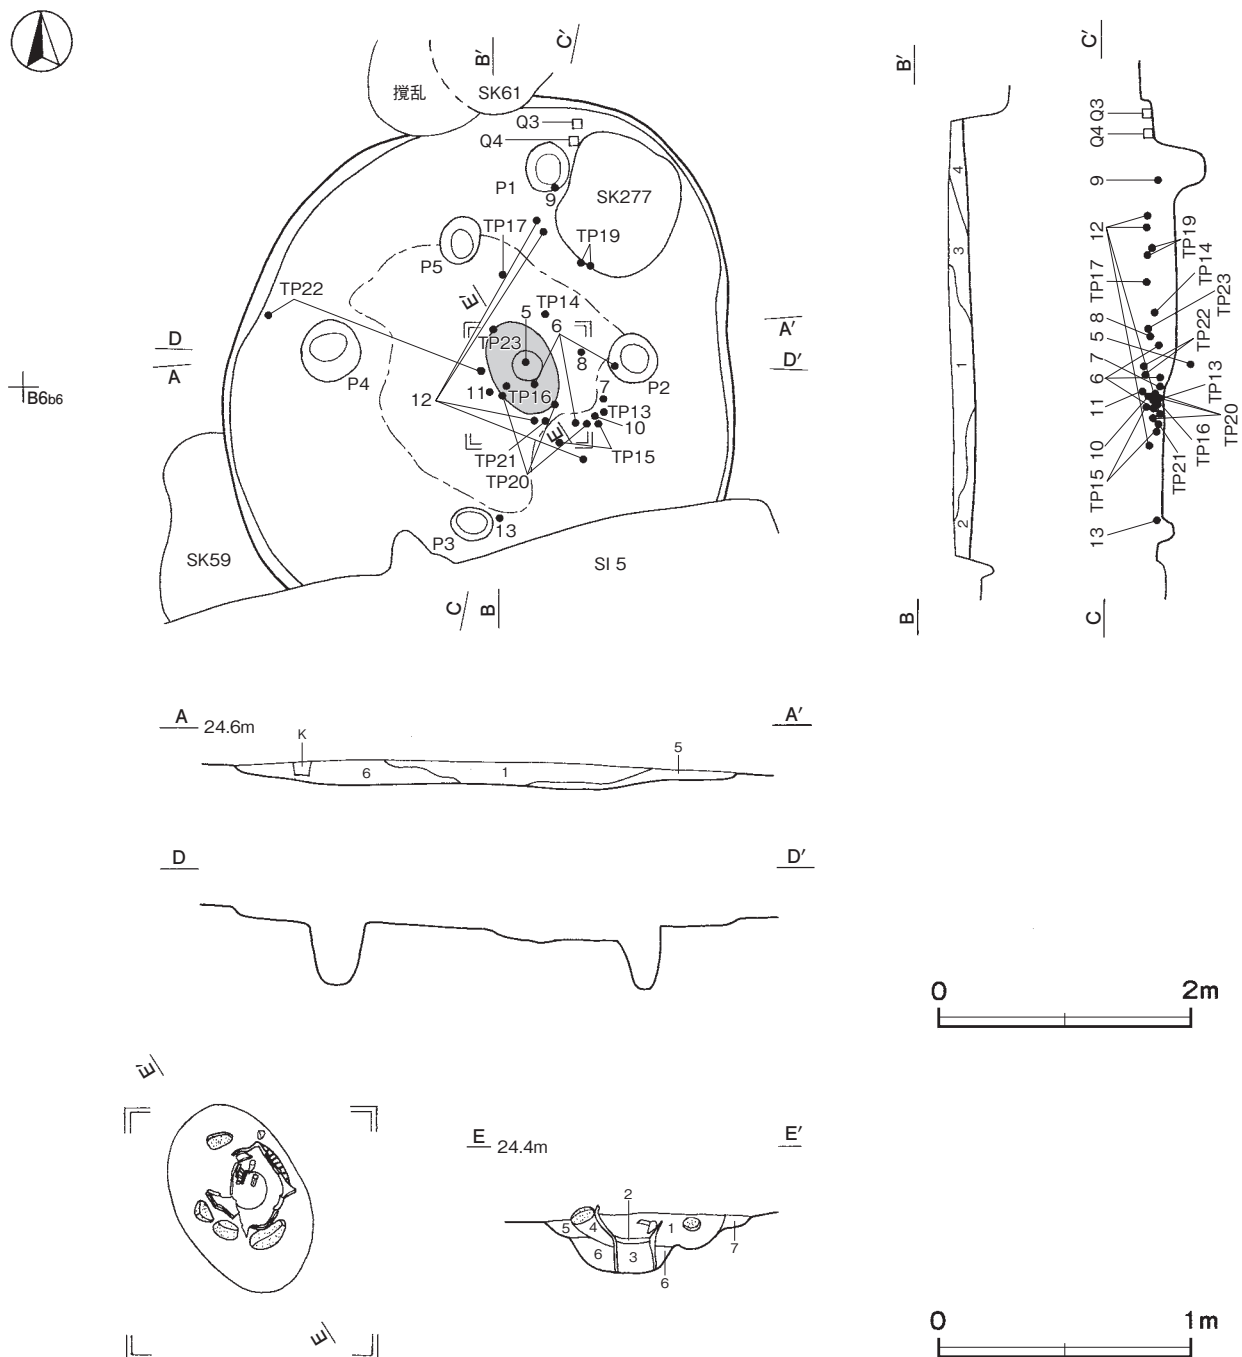 B′
C′
撹乱
SK61
Q3
Q4
P1
9
SK277
TP17
TP19
P5
E′
TP22
TP14
5
6
TP23
8
D
A
A′
D′
P4
P2
B6b6
11
TP16
7
12
TP13
10
E
TP21
TP15
TP20
P3
13
SK59
SI 5
C
B
B′
4
3
1
2
B
C′
Q3
Q4
9
12
TP19
TP14
TP17
TP23
8
5
TP22
7
6
TP13
11
TP20
10
TP16
TP15
TP21
13
C
A 24.6m
A′
K
6
1
5
D
D′
0 2m
E′
E
E 24.4m
E′
2
5
4
1
6
3
7
6
0 1m